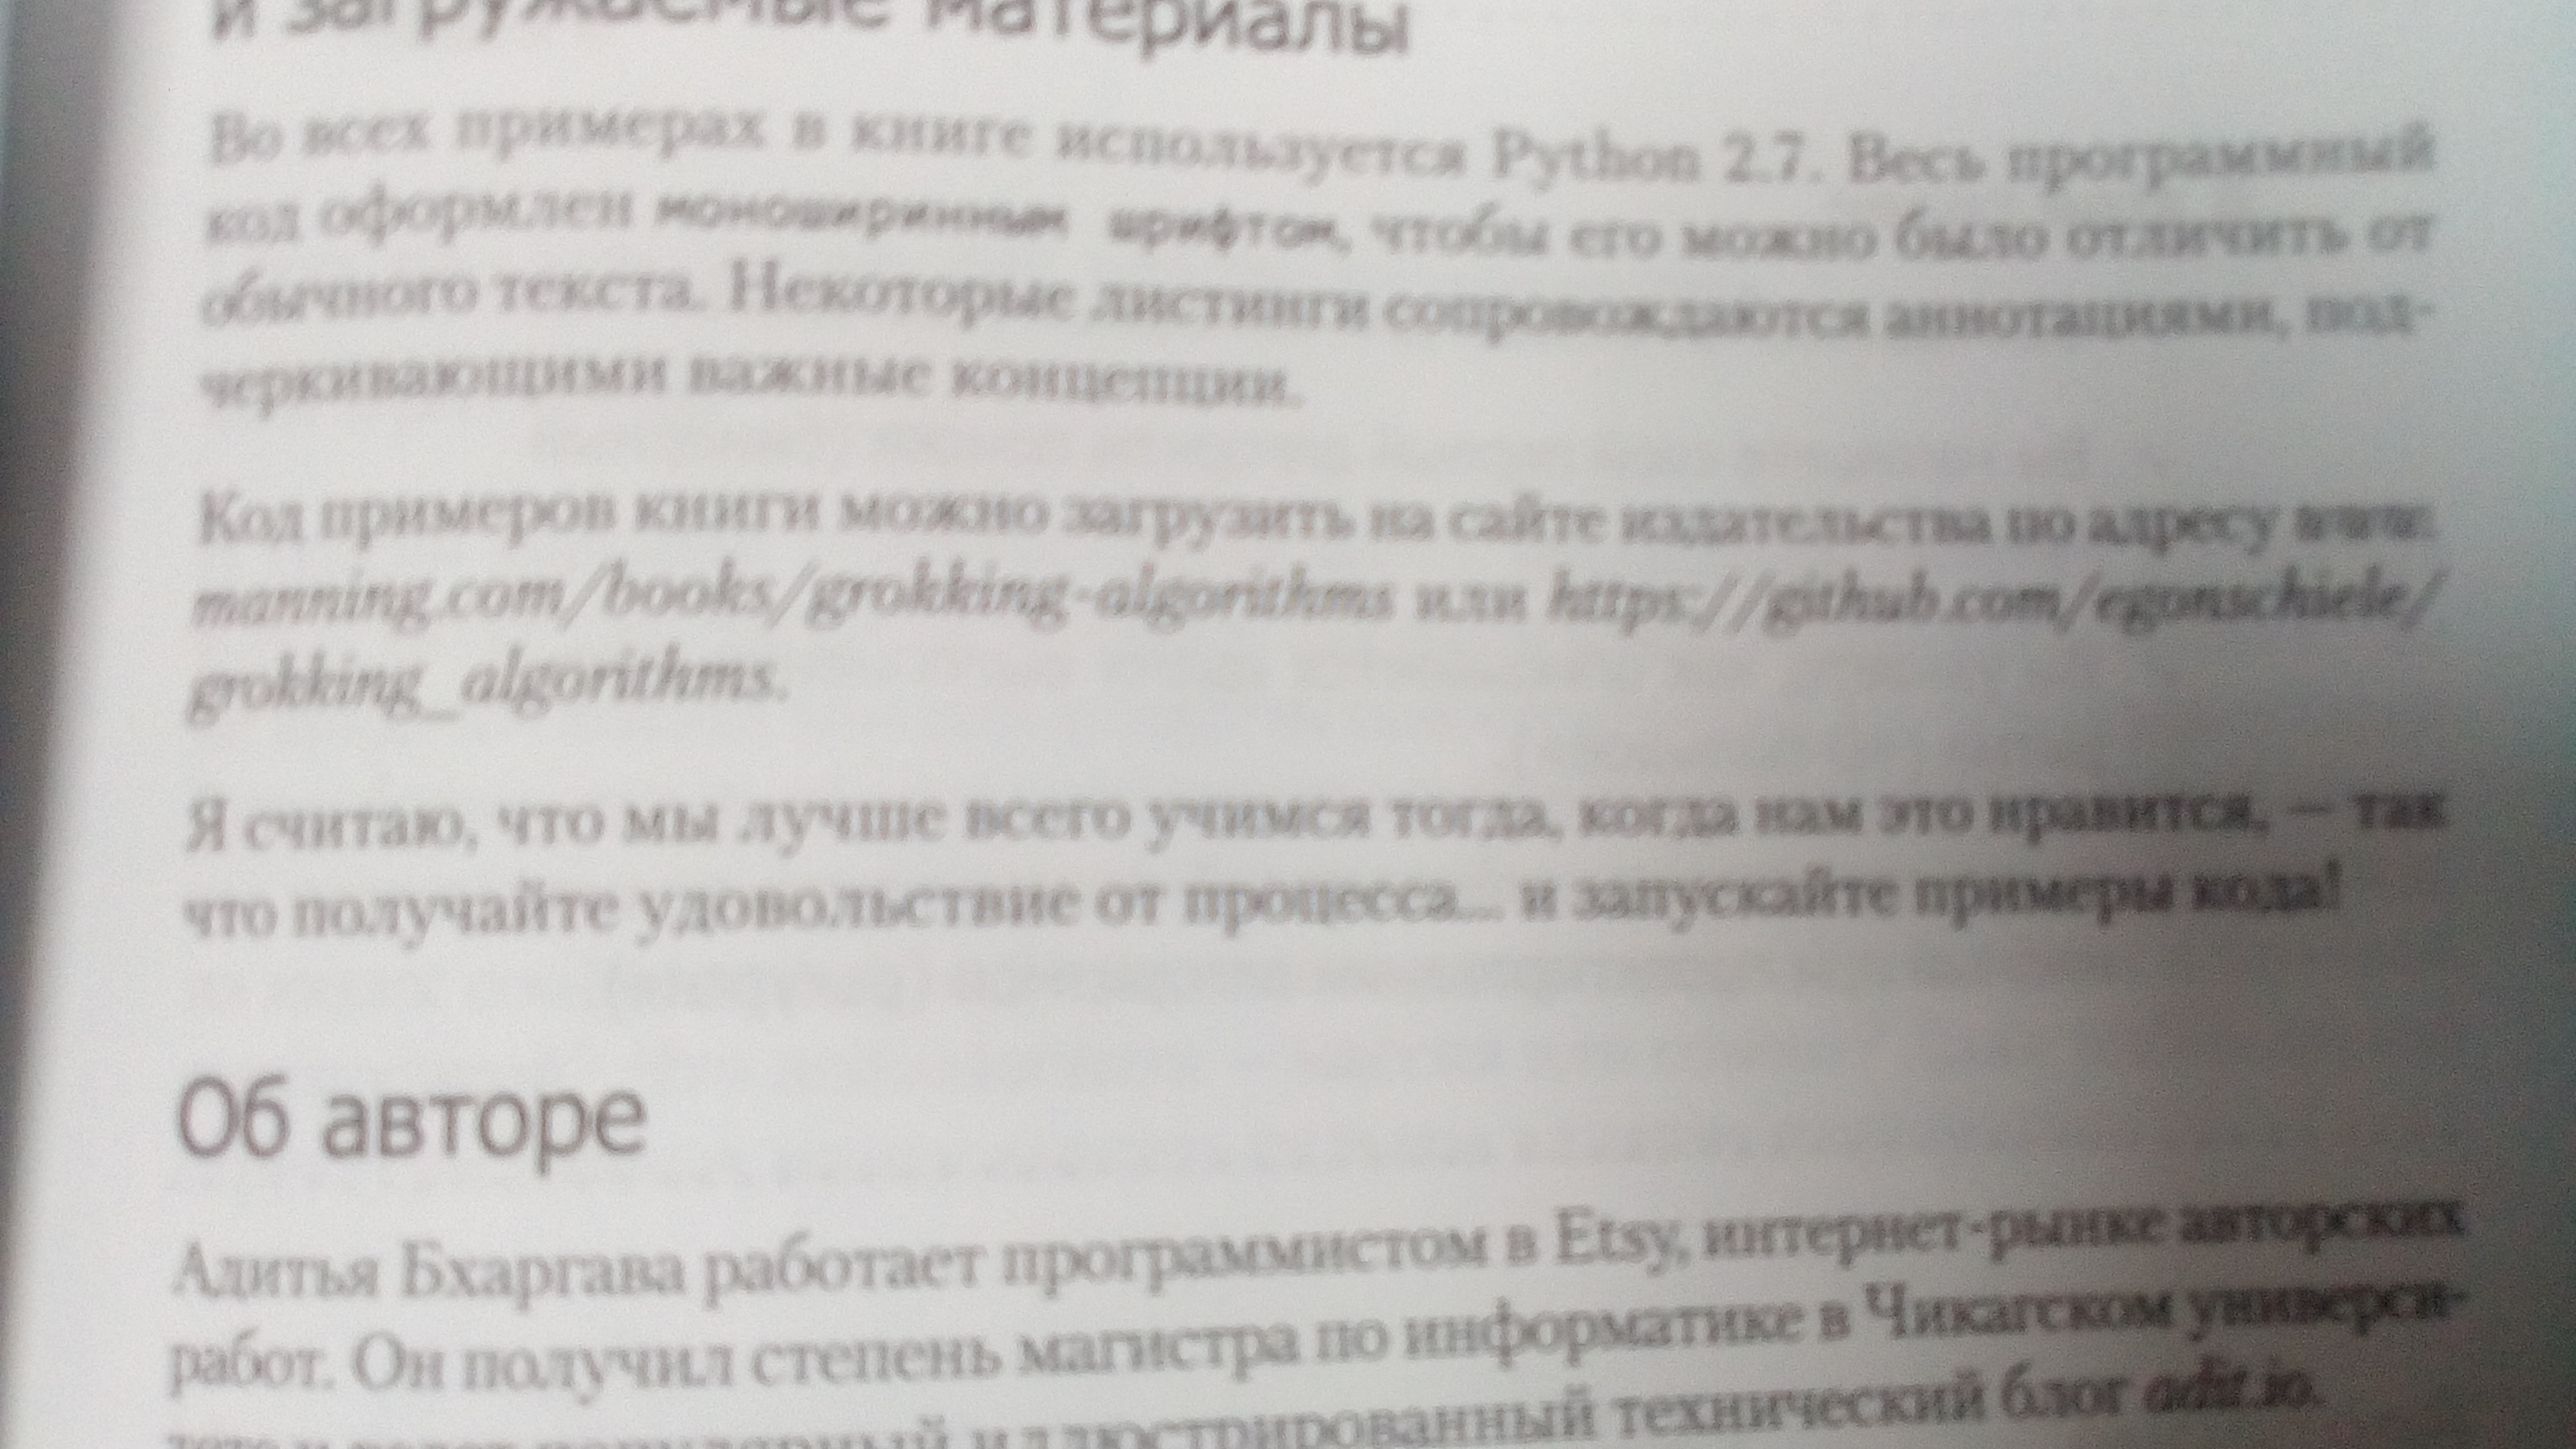 и загружаемые материалы
Во всех примерах в книге используется Python 2.7. Весь программный
код оформлен моноширинным шрифтом, чтобы его можно было отличить от
обычного текста. Некоторые листинги сопровождаются аннотациями, под-
черкивающими важные концепции.
Код примеров книги можно загрузить на сайте издательства по адресу www.
manning.com/books/grokking-algorithms или https://github.com/egonschiele/
grokking_algorithms.
Я считаю, что мы лучше всего учимся тогда, когда нам это нравится, — так
что получайте удовольствие от процесса... и запускайте примеры кода!
Об авторе
Адитья Бхаргава работает программистом в Etsy, интернет-рынке авторских
работ. Он получил степень магистра по информатике в Чикагском универси-
тете и ведет популярный иллюстрированный технический блог adit.io.